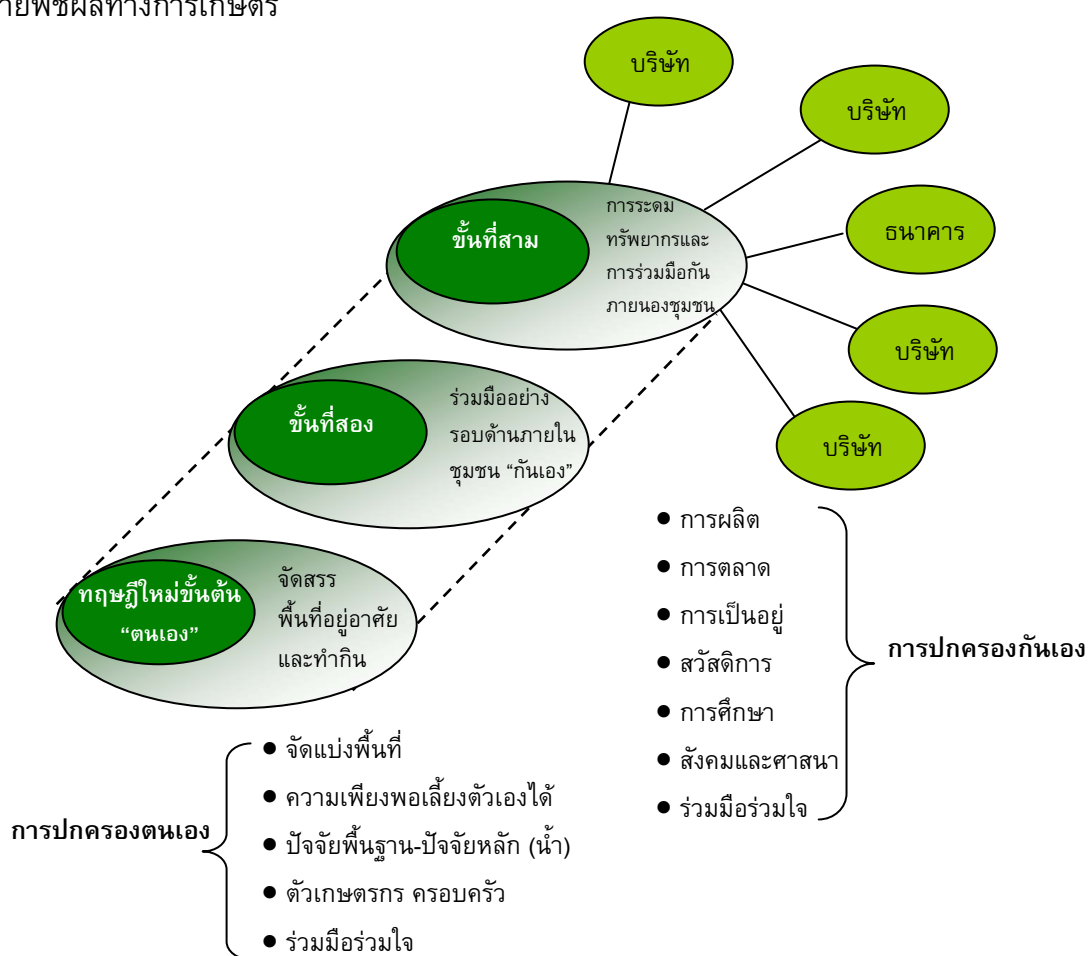 ายพืชผลทางการเกษตร
บริษัท
บริษัท
ธนาคาร
บริษัท
บริษัท
ขั้นที่สาม
การระดม
ทรัพยากรและ
การร่วมมือกัน
ภายนองชุมชน
ขั้นที่สอง
ร่วมมืออย่าง
รอบด้านภายใน
ชุมชน “กันเอง”
ทฤษฎีใหม่ขั้นต้น
“ตนเอง”
จัดสรร
พื้นที่อยู่อาศัย
และทำกิน
● การผลิต
● การตลาด
● การเป็นอยู่
● สวัสดิการ
● การศึกษา
● สังคมและศาสนา
● ร่วมมือร่วมใจ
การปกครองกันเอง
การปกครองตนเอง
● จัดแบ่งพื้นที่
● ความเพียงพอเลี้ยงตัวเองได้
● ปัจจัยพื้นฐาน-ปัจจัยหลัก (น้ำ)
● ตัวเกษตรกร ครอบครัว
● ร่วมมือร่วมใจ